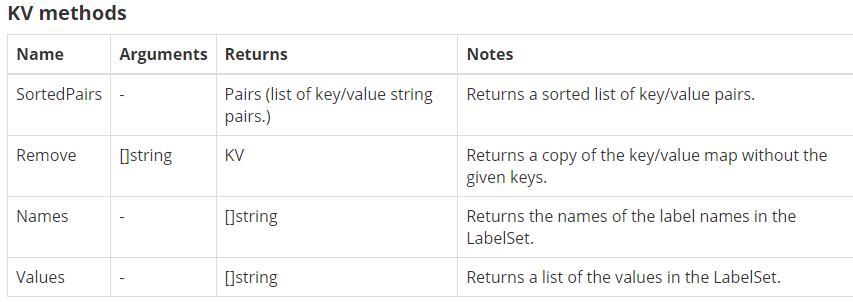 KV methods
Name Arguments Returns Notes
SortedPairs - Pairs (list of key/value string Returns a sorted list of key/value pairs.
pairs.)
Remove []string KV Returns a copy of the key/value map without the
given keys.
Names - []string Returns the names of the label names in the
LabelSet.
Values - []string Returns a list of the values in the LabelSet.